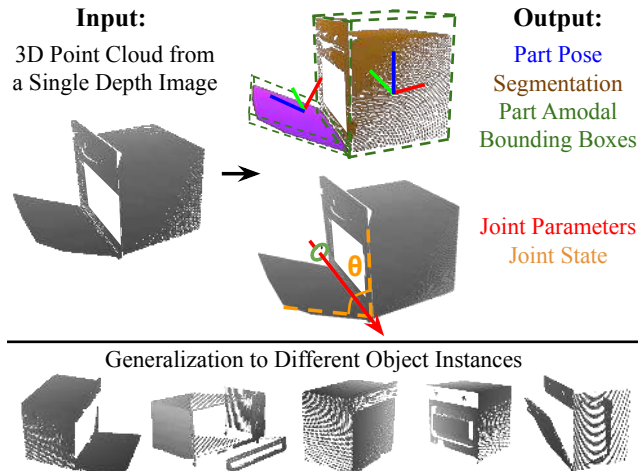 Input:
3D Point Cloud from
a Single Depth Image
Output:
Part Pose
Segmentation
Part Amodal
Bounding Boxes
θ
Joint Parameters
Joint State
Generalization to Different Object Instances